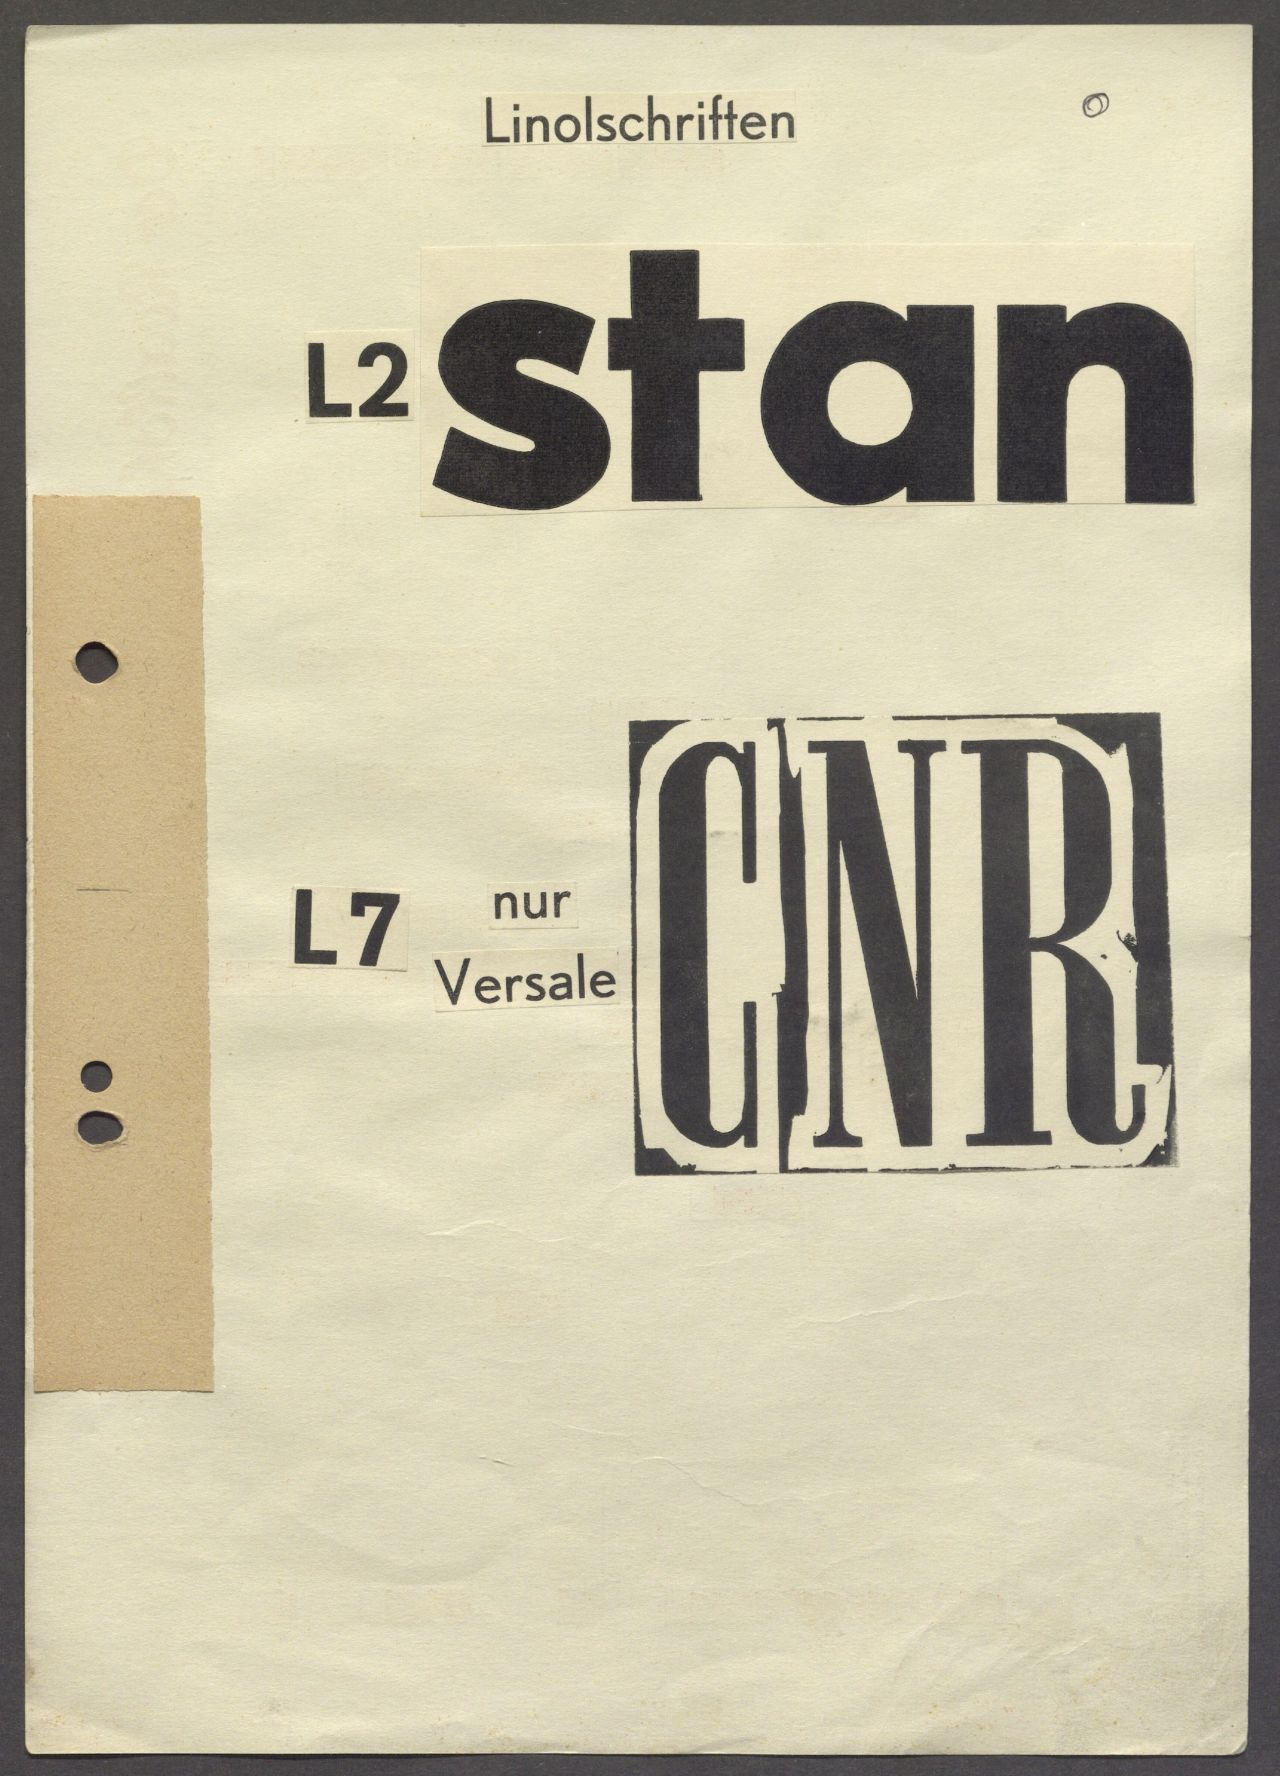 Linolschriften
L2 stan
L7 nur Versale CNR